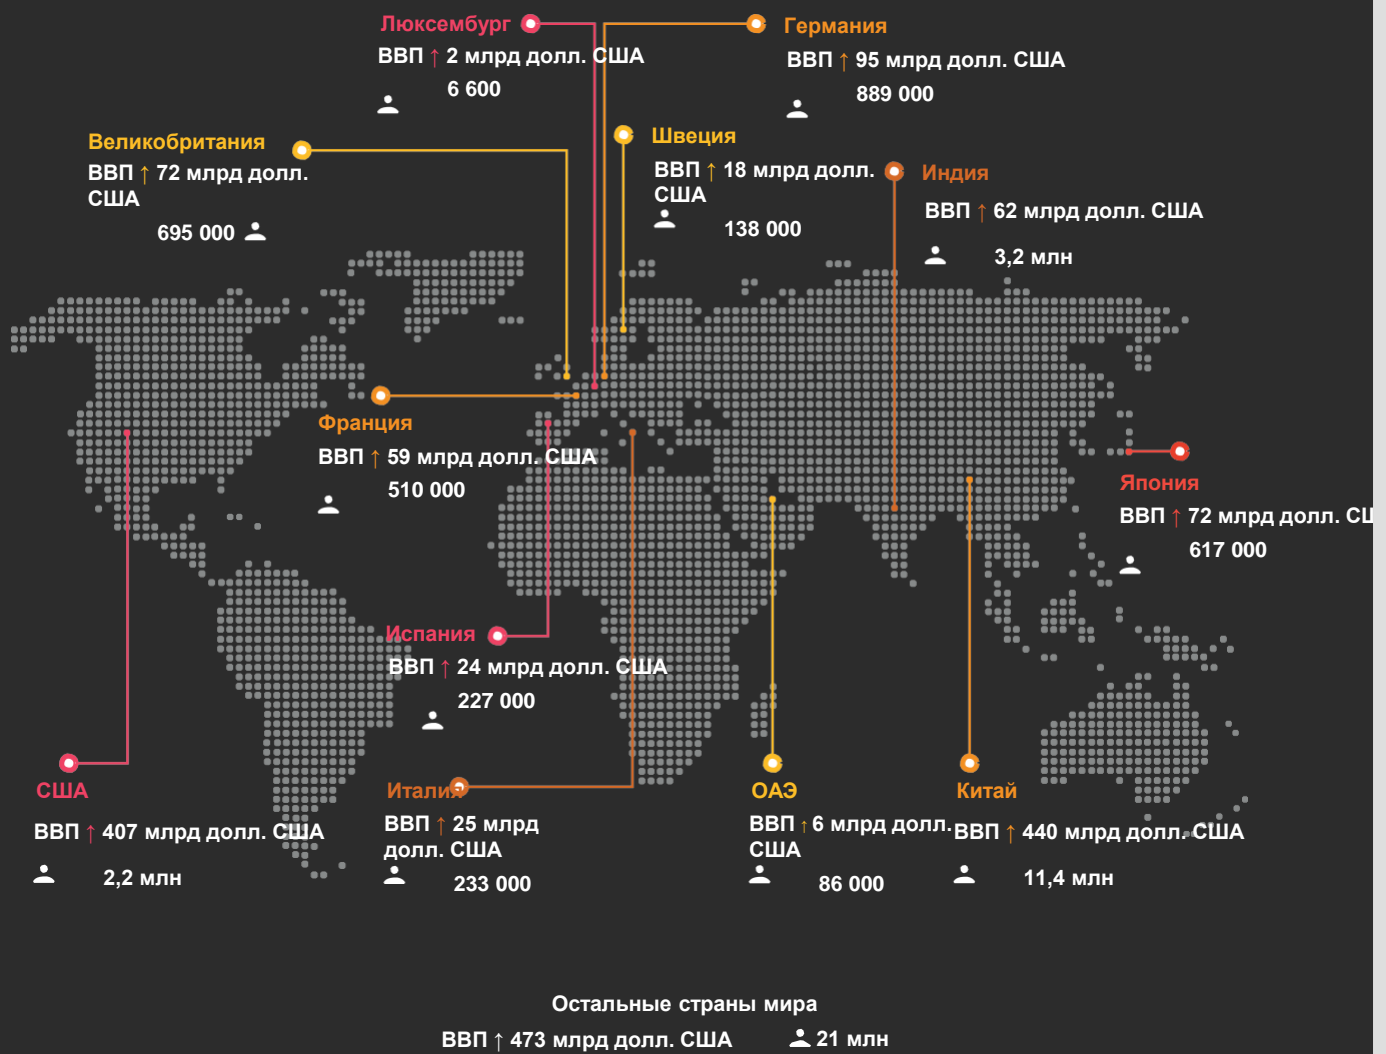 Люксембург
ВВП ↑ 2 млрд долл. США
6 600
Германия
ВВП ↑ 95 млрд долл. США
889 000
Великобритания
ВВП ↑ 72 млрд долл.
США
695 000
Швеция
ВВП ↑ 18 млрд долл.
США
138 000
Индия
ВВП ↑ 62 млрд долл. США
3,2 млн
Франция
ВВП ↑ 59 млрд долл. США
510 000
Япония
ВВП ↑ 72 млрд долл. СШ
617 000
Испания
ВВП ↑ 24 млрд долл. США
227 000
США
ВВП ↑ 407 млрд долл. США
2,2 млн
Италия
ВВП ↑ 25 млрд
долл. США
233 000
ОАЭ
ВВП ↑ 6 млрд долл.
США
86 000
Китай
ВВП ↑ 440 млрд долл. США
11,4 млн
Остальные страны мира
ВВП ↑ 473 млрд долл. США 21 млн